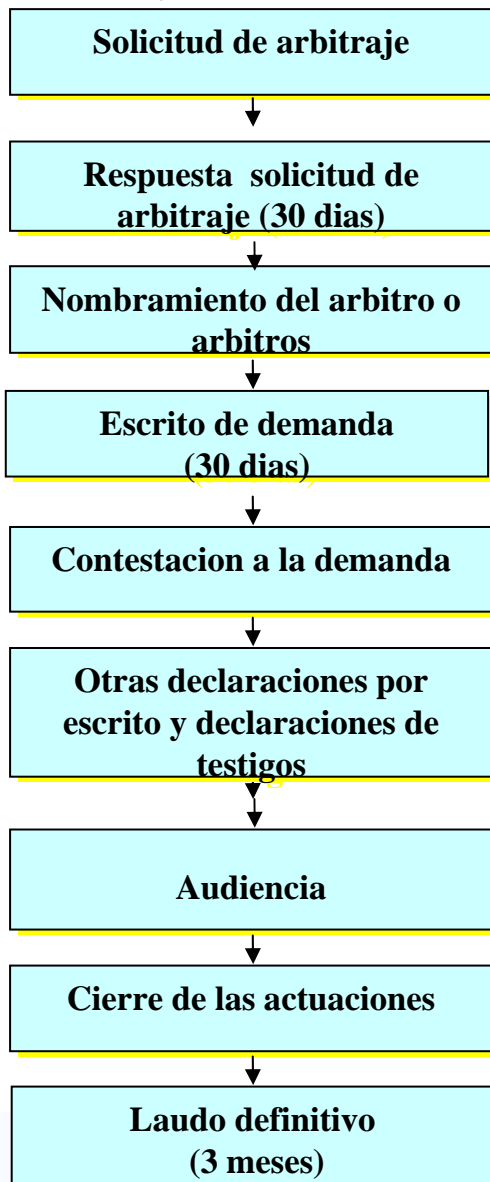 Solicitud de arbitraje
Respuesta solicitud de
arbitraje (30 dias)
Nombramiento del arbitro o
arbitros
Escrito de demanda
(30 dias)
Contestacion a la demanda
Otras declaraciones por
escrito y declaraciones de
testigos
Audiencia
Cierre de las actuaciones
Laudo definitivo
(3 meses)